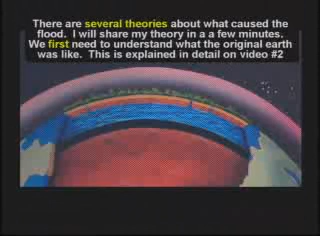 There are several theories about what caused the
flood.  I will share my theory in a a few minutes.
We first need to understand what the original earth
was like.  This is explained in detail on video #2